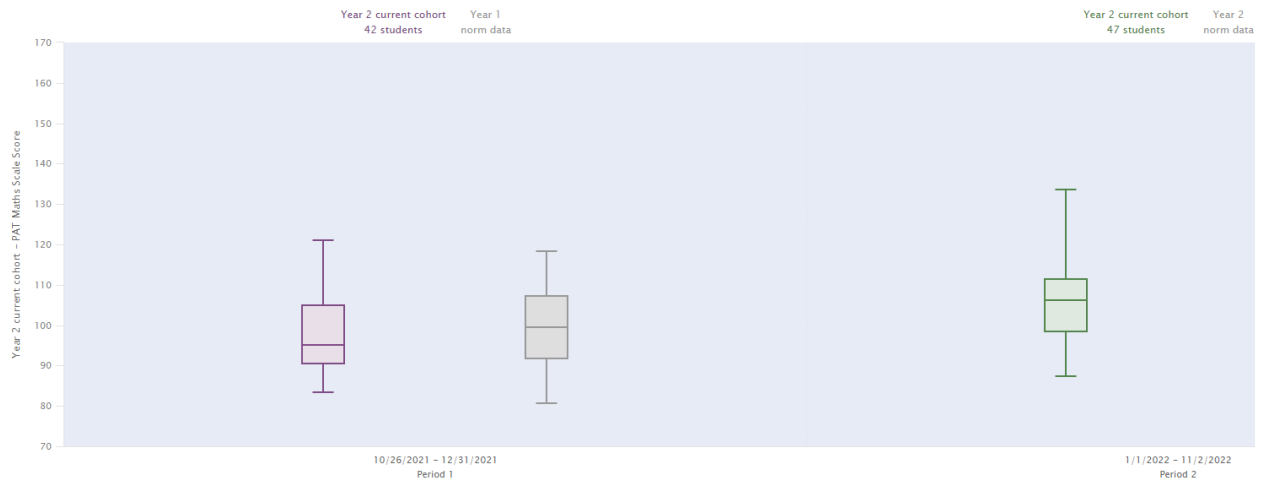 Year 2 current cohort Year 1
42 students norm data
Year 2 current cohort Year 2
47 students norm data
170
160
150
140
130
120
110
100
90
80
70
Year 2 current cohort – PAT Maths Scale Score
10/26/2021 – 12/31/2021
Period 1
1/1/2022 – 11/2/2022
Period 2